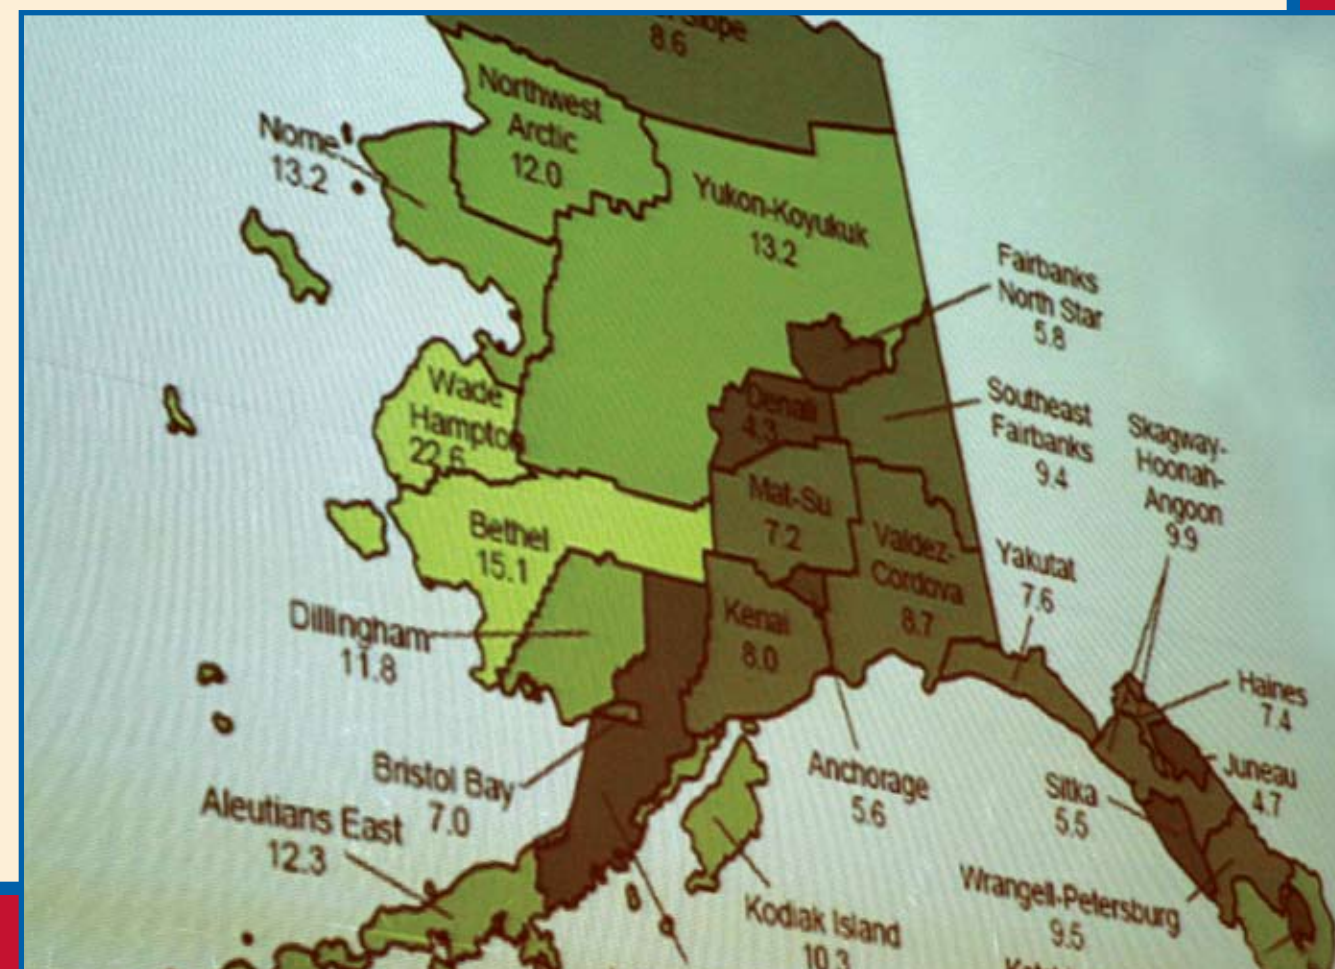 Slope
8.6
Northwest
Arctic
12.0
Nome
13.2
Yukon-Koyukuk
13.2
Fairbanks
North Star
5.8
Wade
Hampton
22.6
Denali
4.3
Southeast
Fairbanks
9.4
Skagway-
Hoonah-
Angoon
9.9
Mat-Su
7.2
Bethel
15.1
Valdez-
Cordova
8.7
Yakutat
7.6
Dillingham
11.8
Kenai
8.0
Haines
7.4
Bristol Bay
7.0
Anchorage
5.6
Sitka
5.5
Juneau
4.7
Aleutians East
12.3
Kodiak Island
10.3
Wrangell-Petersburg
9.5